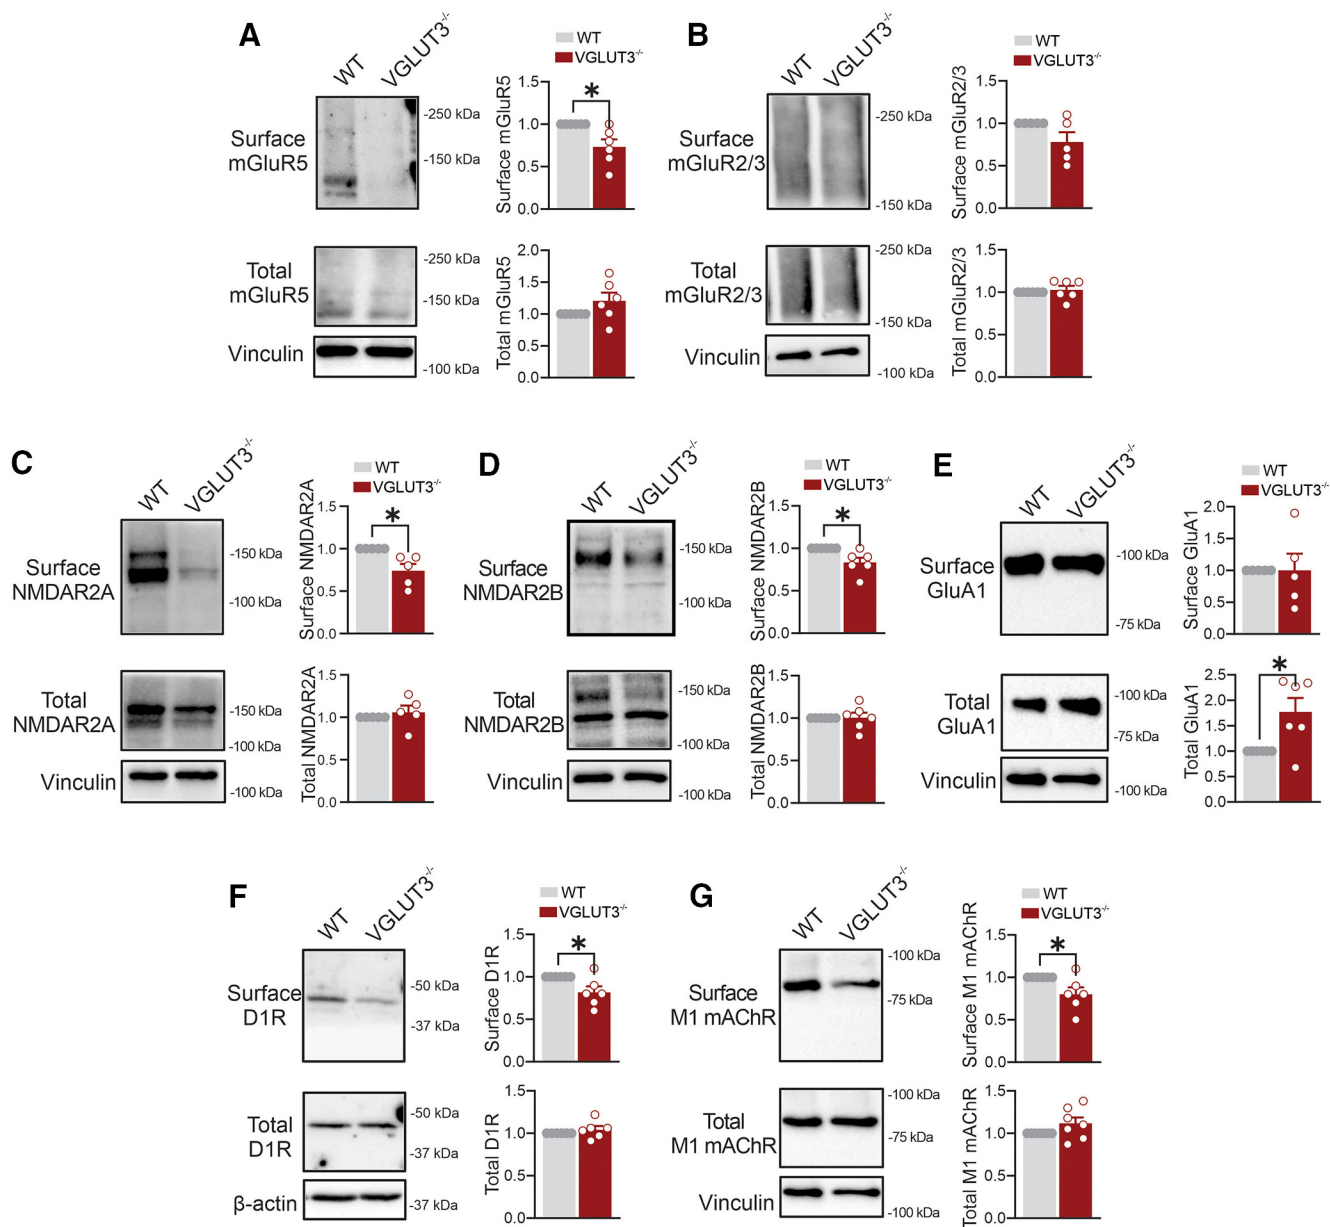 A
WT
VGLUT3-/-
WT
VGLUT3-/-
Surface
mGluR5
-250 kDa
-150 kDa
Surface mGluR5
1.5
1.0
0.5
0.0
*
Total
mGluR5
-250 kDa
-150 kDa
Vinculin
-100 kDa
Total mGluR5
2.0
1.5
1.0
0.5
0.0
B
WT
VGLUT3-/-
WT
VGLUT3-/-
Surface
mGluR2/3
-250 kDa
-150 kDa
Surface mGluR2/3
1.5
1.0
0.5
0.0
Total
mGluR2/3
-250 kDa
-150 kDa
Vinculin
-100 kDa
Total mGluR2/3
1.5
1.0
0.5
0.0
C
WT
VGLUT3-/-
WT
VGLUT3-/-
Surface
NMDAR2A
-150 kDa
-100 kDa
Surface NMDAR2A
1.5
1.0
0.5
0.0
*
Total
NMDAR2A
-150 kDa
-100 kDa
Vinculin
-100 kDa
Total NMDAR2A
1.5
1.0
0.5
0.0
D
WT
VGLUT3-/-
WT
VGLUT3-/-
Surface
NMDAR2B
-150 kDa
-100 kDa
Surface NMDAR2B
1.5
1.0
0.5
0.0
*
Total
NMDAR2B
-150 kDa
-100 kDa
Vinculin
-100 kDa
Total NMDAR2B
1.5
1.0
0.5
0.0
E
WT
VGLUT3-/-
WT
VGLUT3-/-
Surface
GluA1
-100 kDa
-75 kDa
Surface GluA1
2.0
1.5
1.0
0.5
0.0
Total
GluA1
-100 kDa
-75 kDa
Vinculin
-100 kDa
Total GluA1
2.5
2.0
1.5
1.0
0.5
0.0
*
F
WT
VGLUT3-/-
WT
VGLUT3-/-
Surface
D1R
-50 kDa
-37 kDa
Surface D1R
1.5
1.0
0.5
0.0
*
Total
D1R
-50 kDa
-37 kDa
β-actin
-37 kDa
Total D1R
1.5
1.0
0.5
0.0
G
WT
VGLUT3-/-
WT
VGLUT3-/-
Surface
M1 mAChR
-100 kDa
-75 kDa
Surface M1 mAChR
1.5
1.0
0.5
0.0
*
Total
M1 mAChR
-100 kDa
-75 kDa
Vinculin
-100 kDa
Total M1 mAChR
1.5
1.0
0.5
0.0